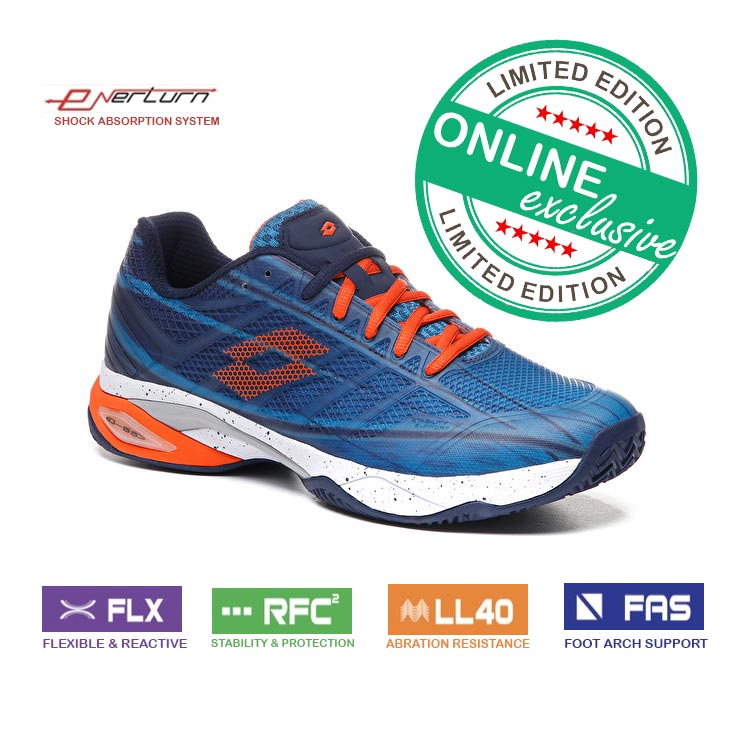 enerturn
SHOCK ABSORPTION SYSTEM
LIMITED EDITION
ONLINE
exclusive
LIMITED EDITION
FLX
FLEXIBLE & REACTIVE
RFC²
STABILITY & PROTECTION
LL40
ABRATION RESISTANCE
FAS
FOOT ARCH SUPPORT